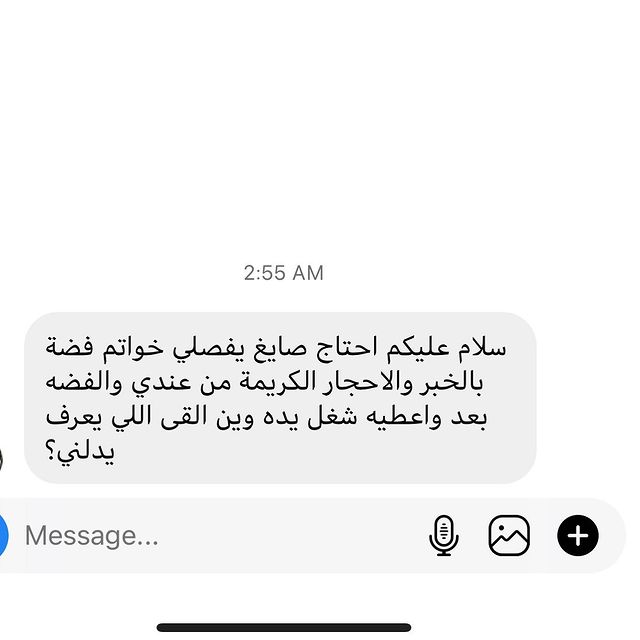 2:55 AM
سلام عليكم احتاج صايغ يفصلي خواتم فضة
بالخبر والاحجار الكريمة من عندي والفضه
بعد واعطيه شغل يده وين القى اللي يعرف
يدلني؟
Message...